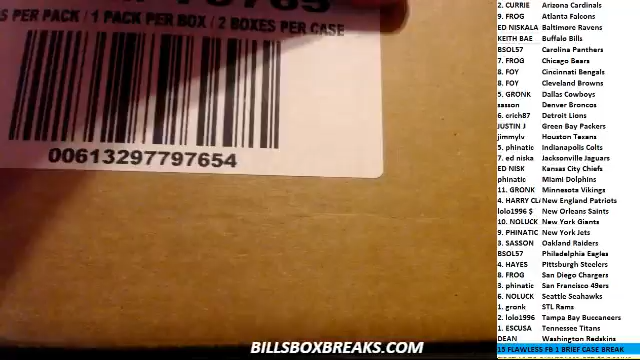 S PER PACK / 1 PACK PER BOX / 2 BOXES PER CASE
00613297797654
BILLSBOXBREAKS.COM
2. CURRIE Arizona Cardinals
9. FROG Atlanta Falcons
ED NISKALA Baltimore Ravens
KEITH BAE Buffalo Bills
BSOL57 Carolina Panthers
7. FROG Chicago Bears
8. FOY Cincinnati Bengals
8. FOY Cleveland Browns
5. GRONK Dallas Cowboys
sasson Denver Broncos
6. crich87 Detroit Lions
JUSTIN J Green Bay Packers
jimmylv Houston Texans
5. phinatic Indianapolis Colts
7. ed niska Jacksonville Jaguars
ED NISK Kansas City Chiefs
phinatic Miami Dolphins
11. GRONK Minnesota Vikings
4. HARRY CLA New England Patriots
lolo1996 $ New Orleans Saints
10. NOLUCK New York Giants
9. PHINATIC New York Jets
3. SASSON Oakland Raiders
BSOL57 Philadelphia Eagles
4. HAYES Pittsburgh Steelers
8. FROG San Diego Chargers
3. phinatic San Francisco 49ers
6. NOLUCK Seattle Seahawks
1. gronk STL Rams
2. lolo1996 Tampa Bay Buccaneers
1. ESCUSA Tennessee Titans
DEAN Washington Redskins
15 FLAWLESS FB 1 BRIEF CASE BREAK